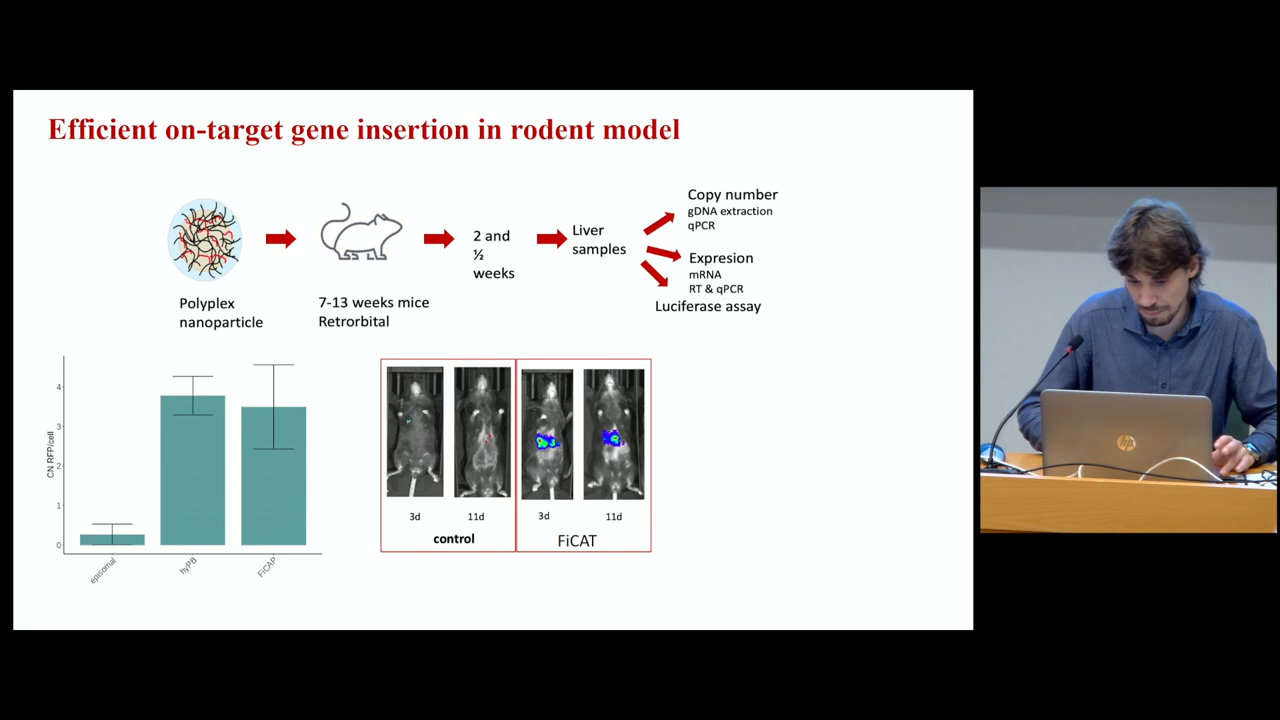 Efficient on-target gene insertion in rodent model
Polyplex
nanoparticle
7-13 weeks mice
Retrorbital
2 and
½
weeks
Liver
samples
Copy number
gDNA extraction
qPCR
Expresion
mRNA
RT & qPCR
Luciferase assay
CN RFP/cell
4
3
2
1
0
episomal
hyPB
FiCAP
3d
11d
control
3d
11d
FiCAT
hp